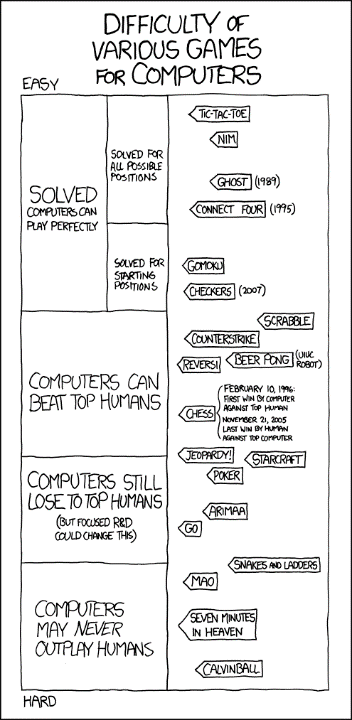 DIFFICULTY OF
VARIOUS GAMES
FOR COMPUTERS
EASY
SOLVED
COMPUTERS CAN
PLAY PERFECTLY
SOLVED FOR
ALL POSSIBLE
POSITIONS
TIC-TAC-TOE
NIM
GHOST (1989)
CONNECT FOUR (1995)
SOLVED FOR
STARTING
POSITIONS
GOMOKU
CHECKERS (2007)
COMPUTERS CAN
BEAT TOP HUMANS
SCRABBLE
COUNTERSTRIKE
REVERSI
BEER PONG (UIUC
ROBOT)
CHESS
FEBRUARY 10, 1996:
FIRST WIN BY COMPUTER
AGAINST TOP HUMAN
NOVEMBER 21, 2005
LAST WIN BY HUMAN
AGAINST TOP COMPUTER
COMPUTERS STILL
LOSE TO TOP HUMANS
(BUT FOCUSED R&D
COULD CHANGE THIS)
JEOPARDY!
STARCRAFT
POKER
ARIMAA
GO
COMPUTERS
MAY NEVER
OUTPLAY HUMANS
SNAKES AND LADDERS
MAO
SEVEN MINUTES
IN HEAVEN
CALVINBALL
HARD